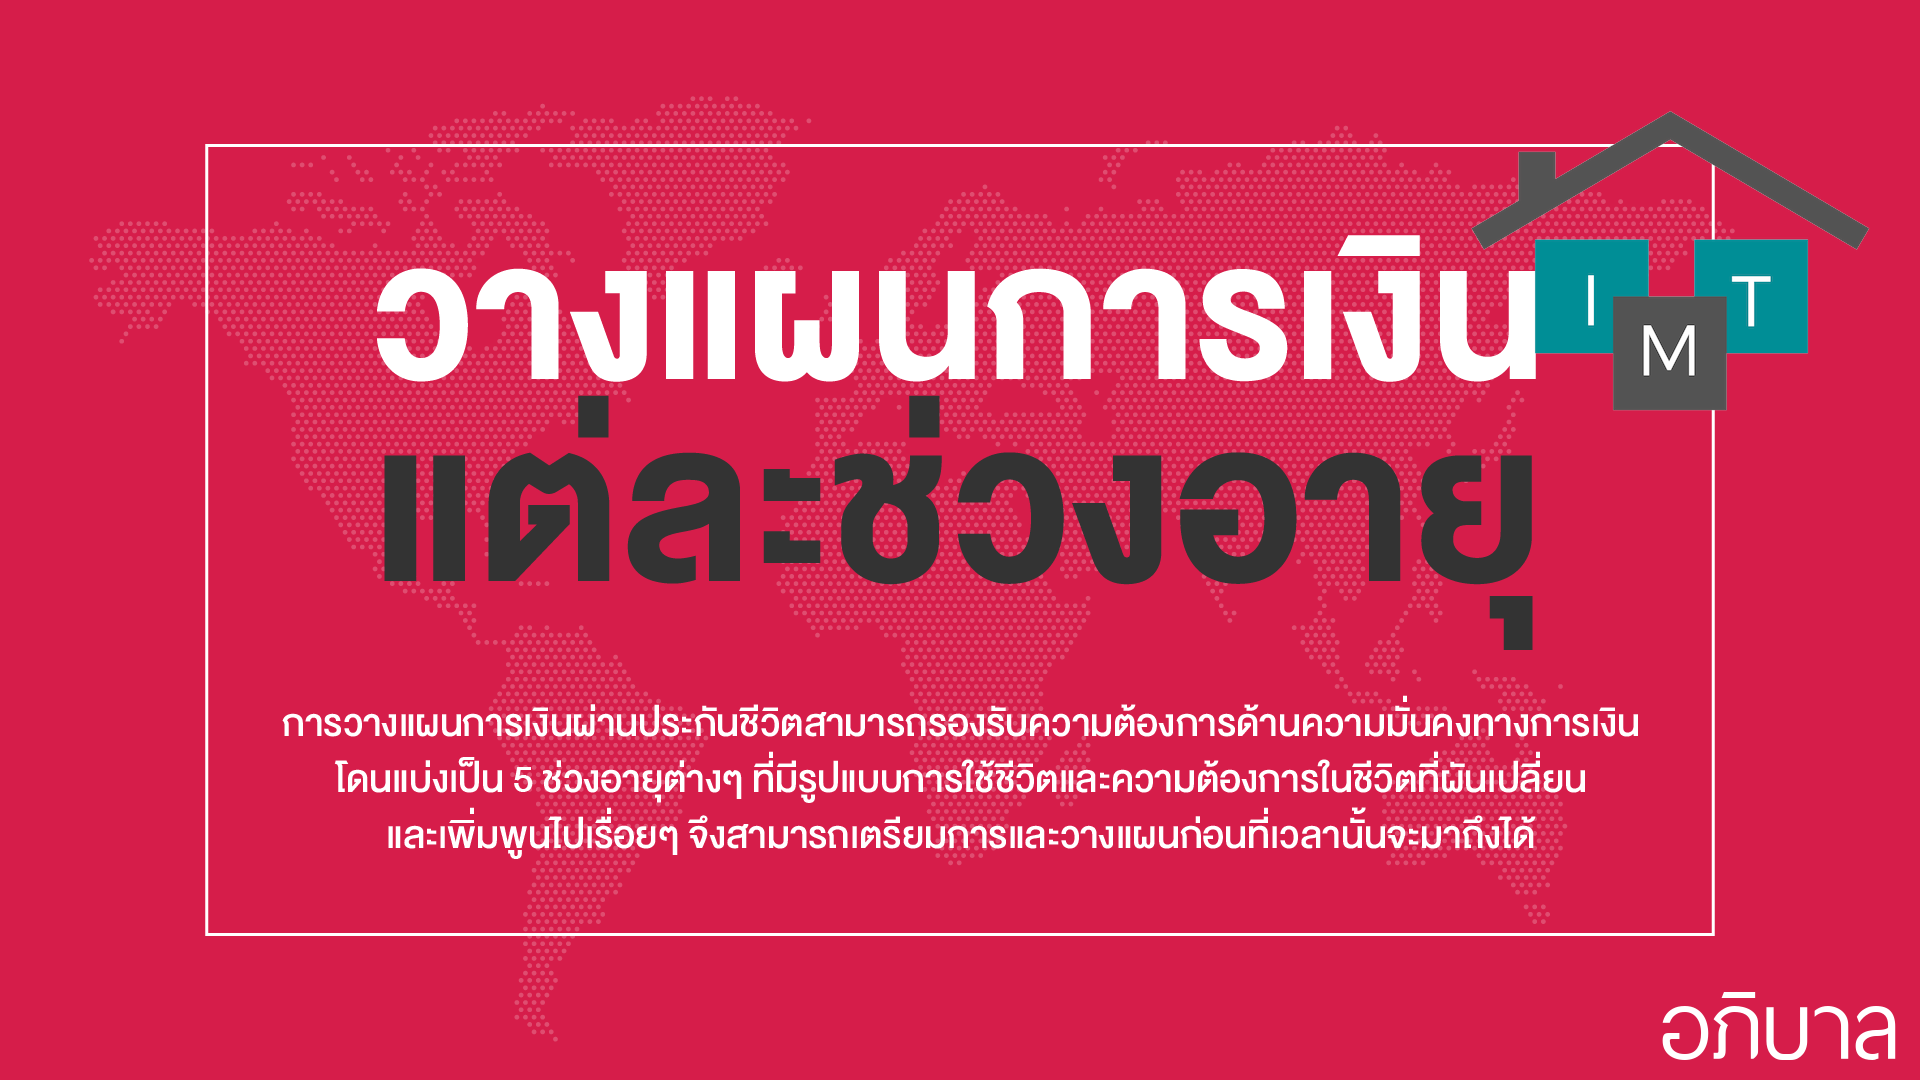 วางแผนการเงิน
แต่ละช่วงอายุ
I M T
การวางแผนการเงินผ่านประกันชีวิตสามารถรองรับความต้องการด้านความมั่นคงทางการเงิน
โดนแบ่งเป็น 5 ช่วงอายุต่างๆ ที่มีรูปแบบการใช้ชีวิตและความต้องการในชีวิตที่ผันเปลี่ยน
และเพิ่มพูนไปเรื่อยๆ จึงสามารถเตรียมการและวางแผนก่อนที่เวลานั้นจะมาถึงได้
อภิบาล